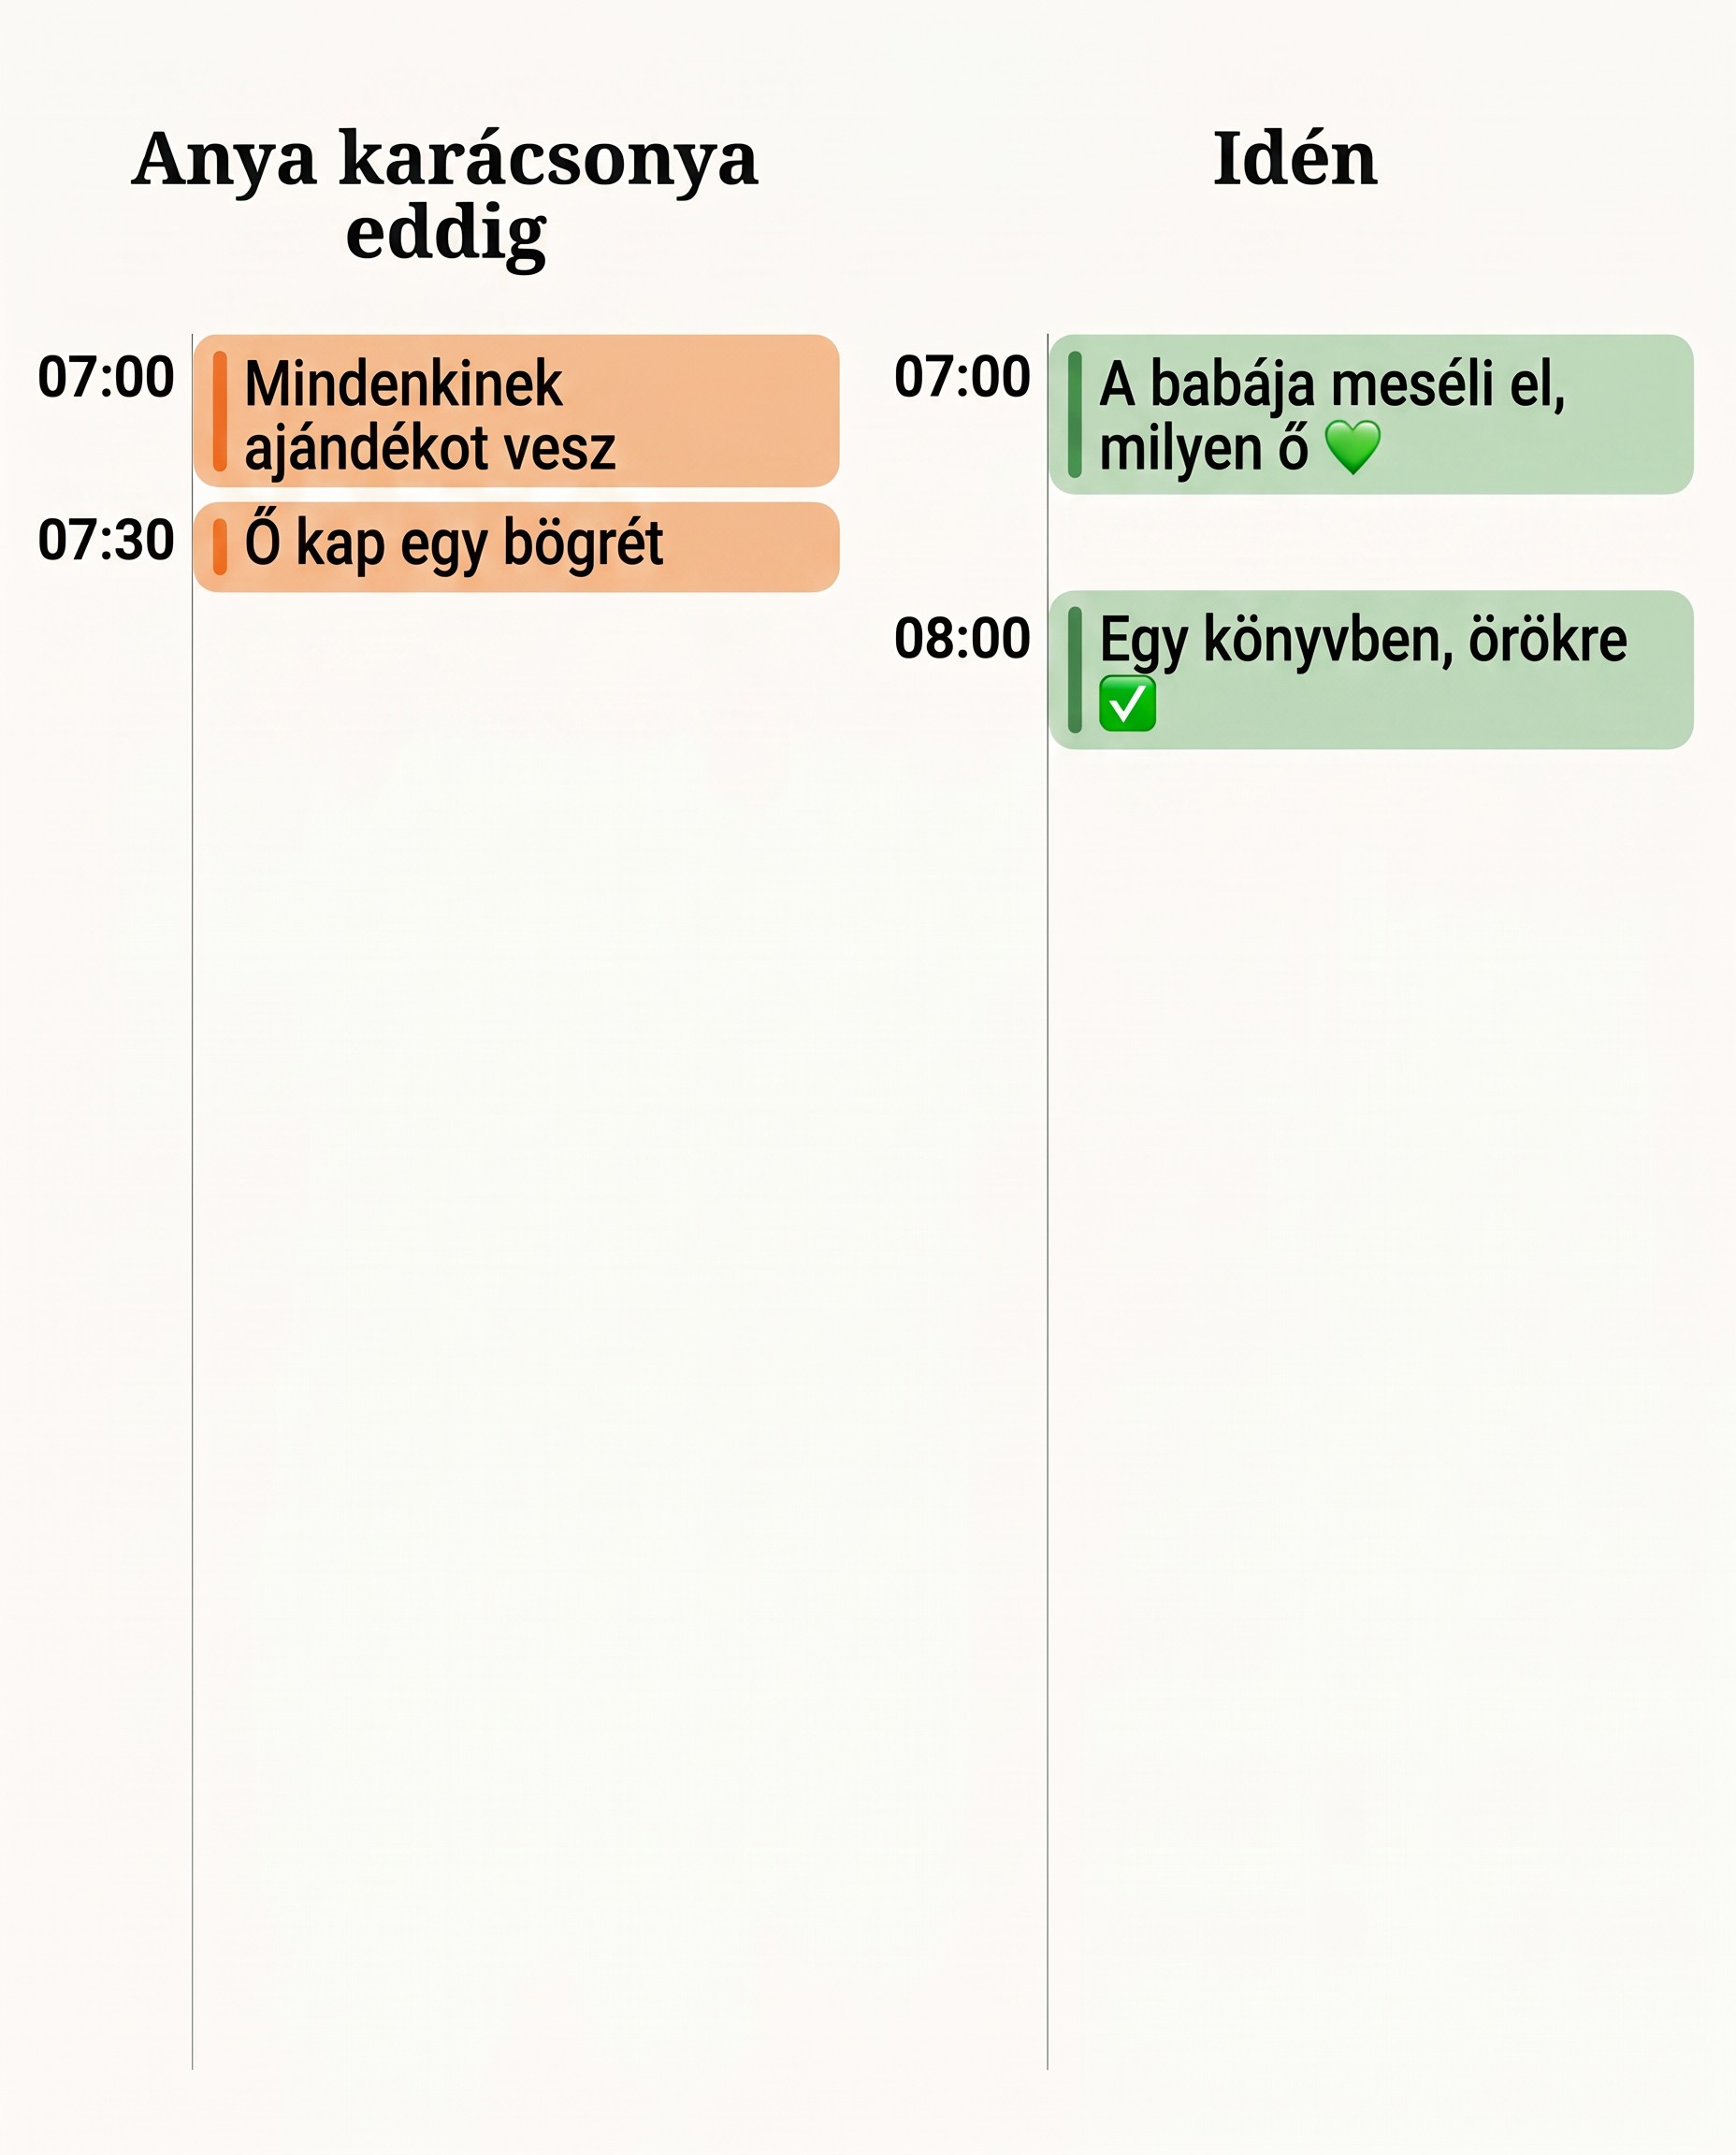 Anya karácsonya
eddig
07:00
Mindenkinek
ajándékot vesz
07:30
Ő kap egy bögrét
Idén
07:00
A babája meséli el,
milyen ő 💚
08:00
Egy könyvben, örökre
✅